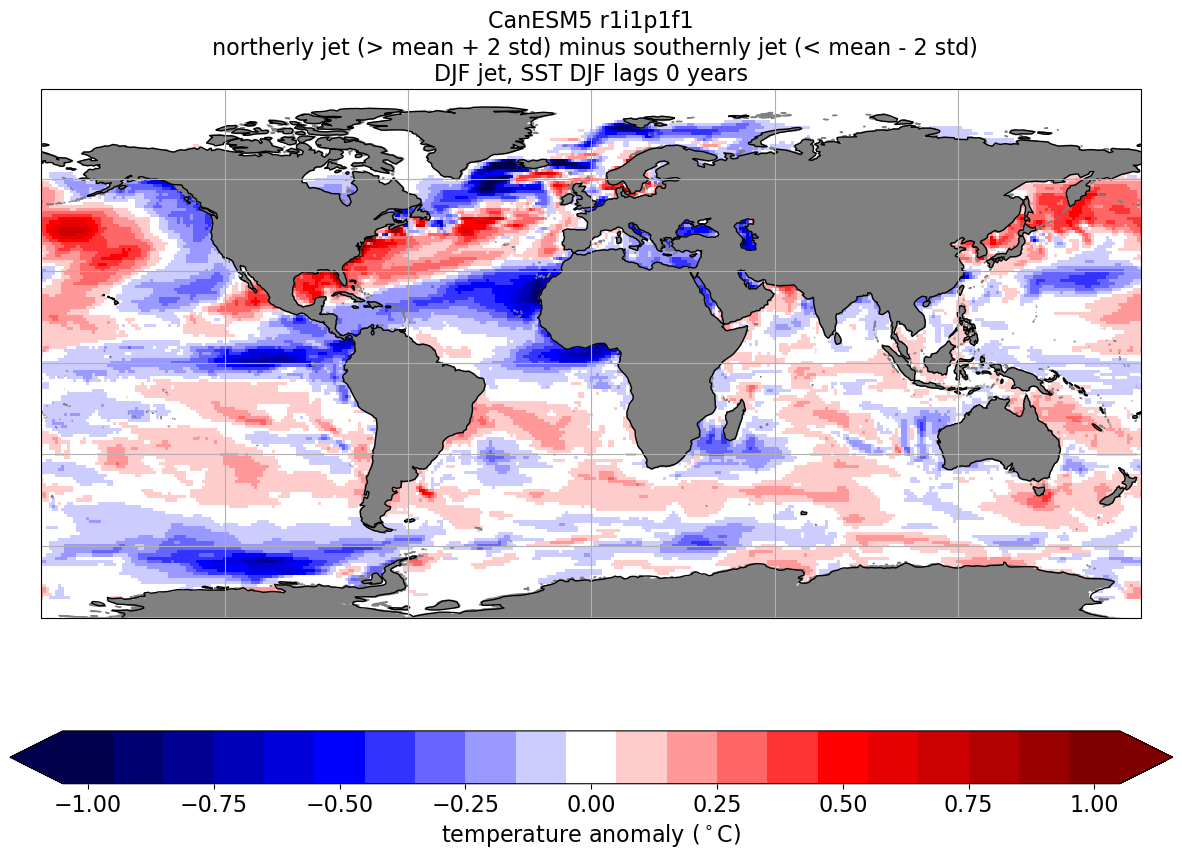 CanESM5 r1i1p1f1
northerly jet (> mean + 2 std) minus southernly jet (< mean - 2 std)
DJF jet, SST DJF lags 0 years
−1.00 −0.75 −0.50 −0.25 0.00 0.25 0.50 0.75 1.00
temperature anomaly (°C)